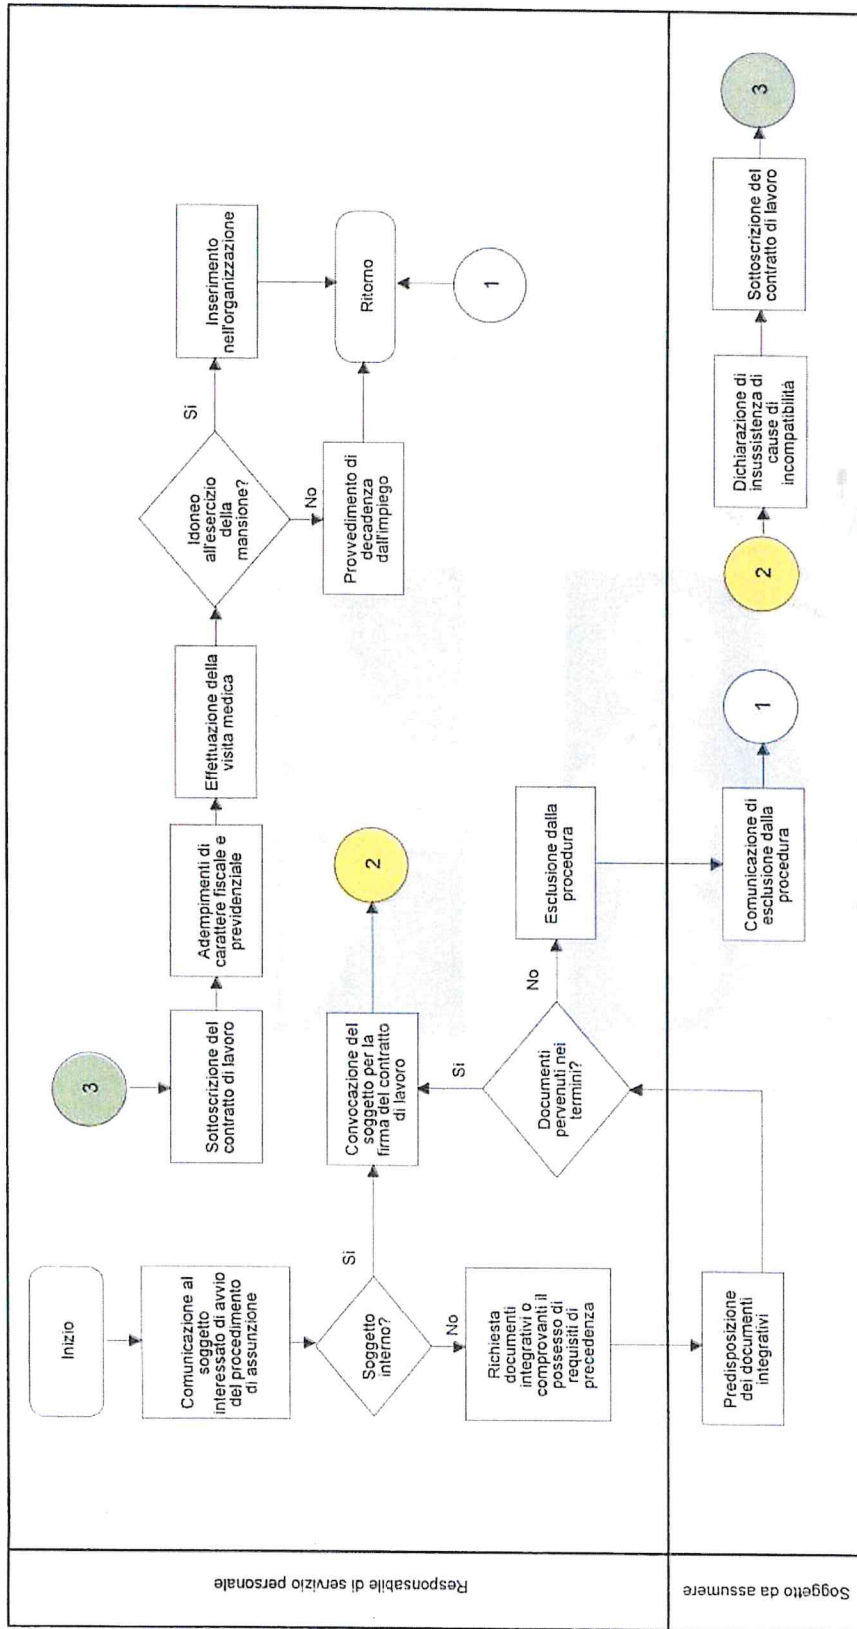 Responsabile di servizio personale
Inizio
Comunicazione al
soggetto
interessato di avvio
del procedimento
di assunzione
Soggetto
interno?
Si
No
Richiesta
documenti
integrativi o
comprovanti il
possesso di
requisiti di
precedenza
Convocazione del
soggetto per la
firma del contratto
di lavoro
2
Documenti
pervenuti nei
termini?
Si
No
Esclusione dalla
procedura
3
Sottoscrizione del
contratto di lavoro
Adempimenti di
carattere fiscale e
previdenziale
Effettuazione della
visita medica
Idoneo
all'esercizio
della
mansione?
Si
No
Provvedimento di
decadenza
dall'impiego
Inserimento
nell'organizzazione
Ritorno
1
Soggetto da assumere
Predisposizione
dei documenti
integrativi
Comunicazione di
esclusione dalla
procedura
1
2
Dichiarazione di
insussistenza di
cause di
incompatibilità
Sottoscrizione del
contratto di lavoro
3